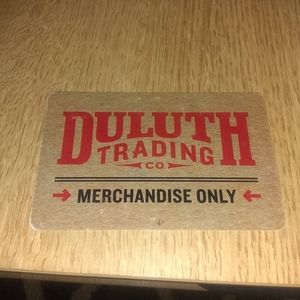 DULUTH
TRADING
CO
→ MERCHANDISE ONLY ←